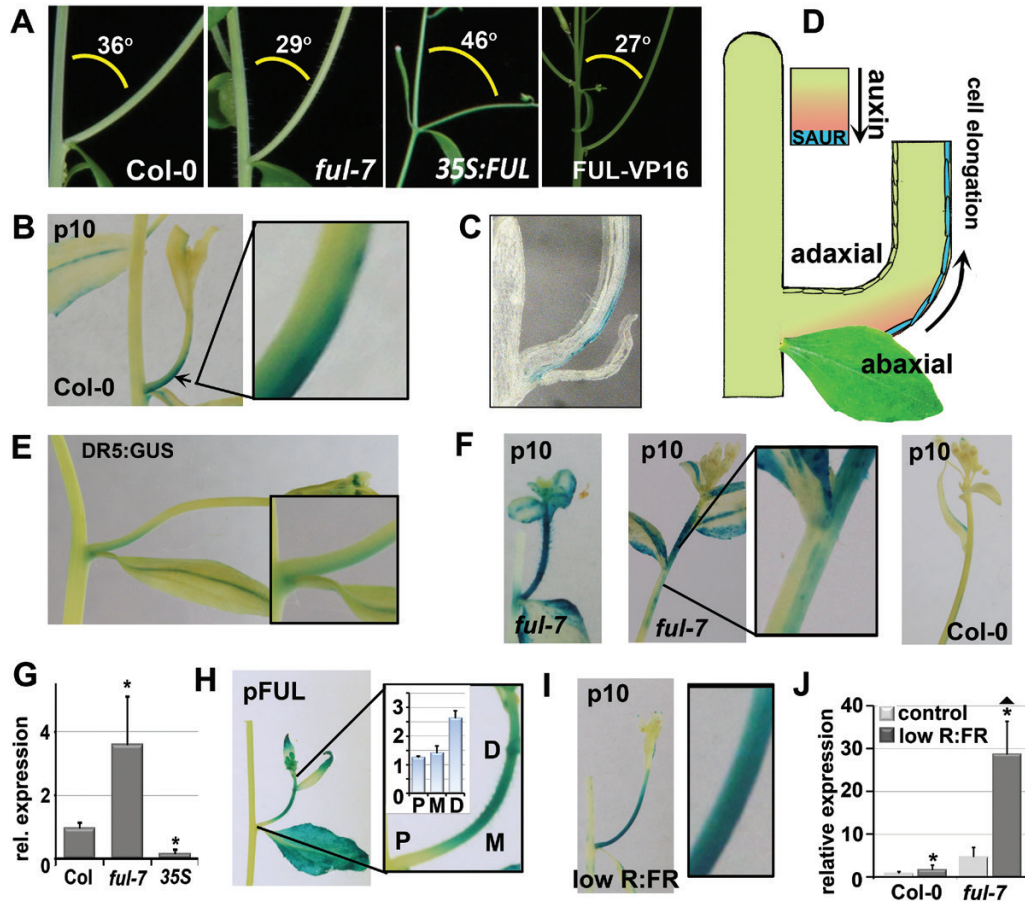 A
36°
Col-0
29°
ful-7
46°
35S:FUL
27°
FUL-VP16
B
p10
Col-0
C
D
auxin
SAUR
cell elongation
adaxial
abaxial
E
DR5:GUS
F
p10
ful-7
p10
ful-7
p10
Col-0
G
rel. expression
4
2
0
*
*
Col
ful-7
35S
H
pFUL
3
2
2
1
1
0
P M D
D
P
M
I
p10
low R:FR
J
relative expression
40
30
20
10
0
control
low R:FR
*
*
Col-0
ful-7